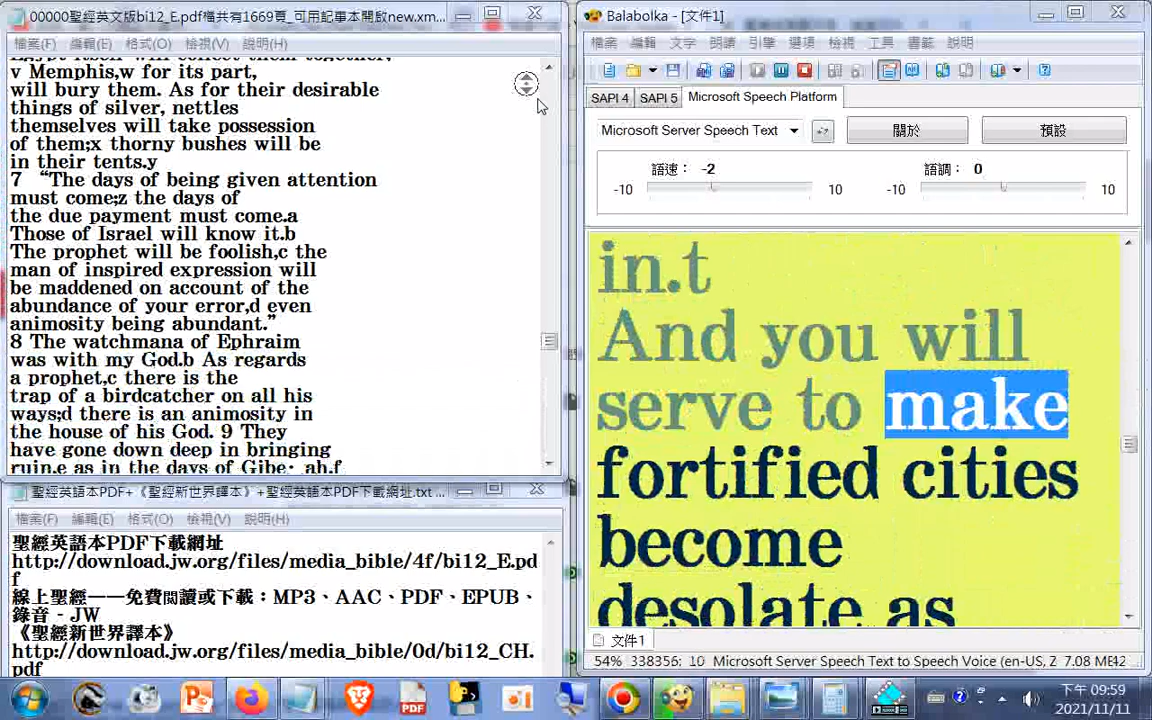 00000聖經英文版bi12_E.pdf檔共有1669頁_可用記事本開啟new.xm...
檔案(F) 編輯(E) 格式(O) 檢視(V) 說明(H)
Egypt itself will collect them together,
v Memphis,w for its part,
will bury them. As for their desirable
things of silver, nettles
themselves will take possession
of them;x thorny bushes will be
in their tents.y
7 “The days of being given attention
must come;z the days of
the due payment must come.a
Those of Israel will know it.b
The prophet will be foolish,c the
man of inspired expression will
be maddened on account of the
abundance of your error,d even
animosity being abundant.”
8 The watchmana of Ephraim
was with my God.b As regards
a prophet,c there is the
trap of a birdcatcher on all his
ways;d there is an animosity in
the house of his God. 9 They
have gone down deep in bringing
ruin,e as in the days of Gibe· ah.f
聖經英語本PDF+《聖經新世界譯本》+聖經英語本PDF下載網址.txt ...
檔案(F) 編輯(E) 格式(O) 檢視(V) 說明(H)
聖經英語本PDF下載網址
http://download.jw.org/files/media_bible/4f/bi12_E.pd
f
線上聖經——免費閱讀或下載：MP3、AAC、PDF、EPUB、
錄音 - JW
《聖經新世界譯本》
http://download.jw.org/files/media_bible/0d/bi12_CH.
pdf
Balabolka - [文件1]
檔案 編輯 文字 朗讀 引擎 選項 檢視 工具 書籤 說明
SAPI 4 SAPI 5 Microsoft Speech Platform
Microsoft Server Speech Text 關於 預設
語速： -2 語調： 0
-10 10 -10 10
in.t
And you will
serve to make
fortified cities
become
desolate as
文件1
54% 338356: 10 Microsoft Server Speech Text to Speech Voice (en-US, Z 7.08 ME42
PDF
下午 09:59
2021/11/11